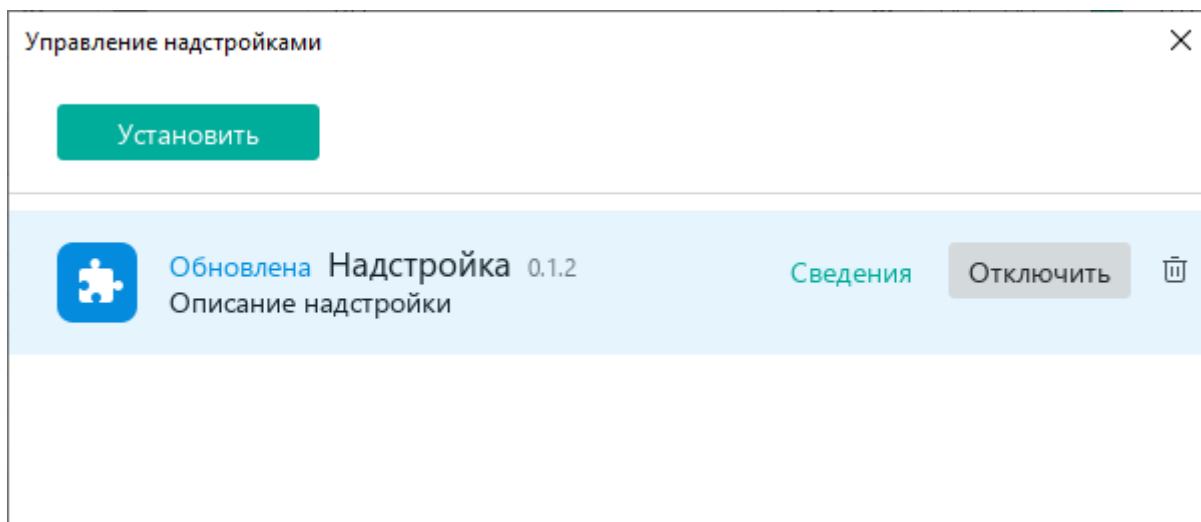 Управление надстройками
Установить
Обновлена Надстройка 0.1.2 Сведения Отключить
Описание надстройки